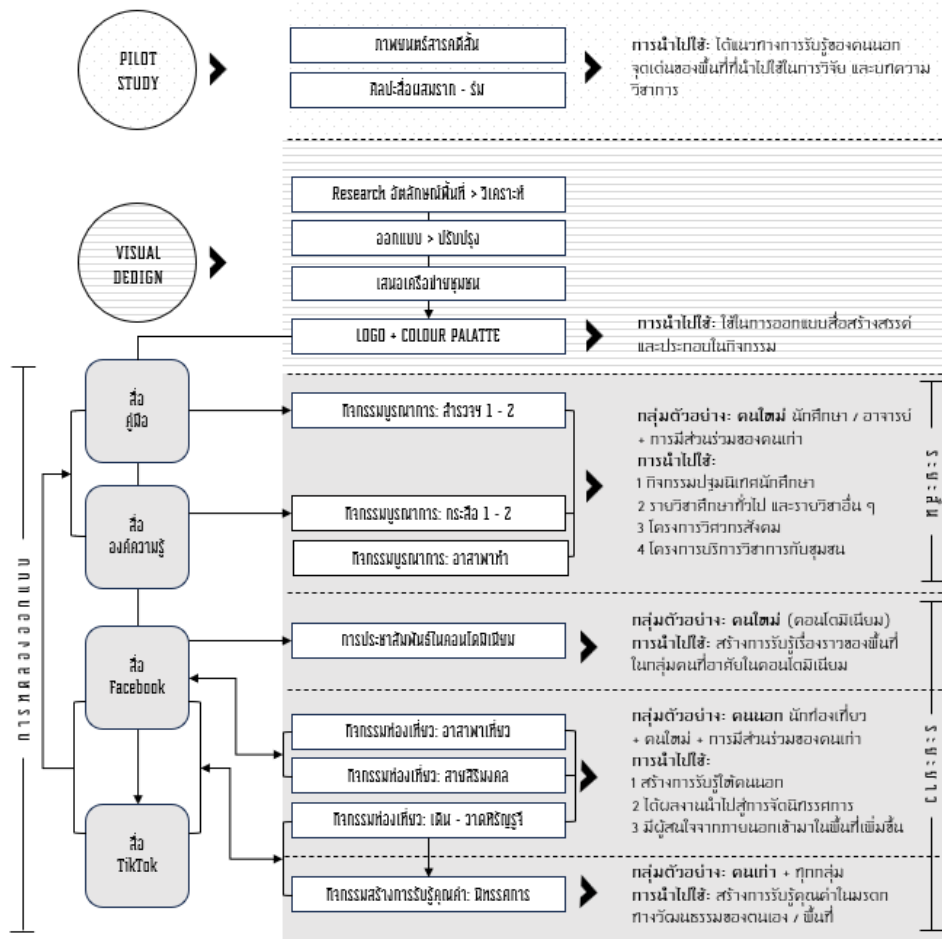 PILOT
STUDY
ภาพยนตร์สารคดีสั้น
ศิลปะสื่อผสมราก - ร่ม
การนำไปใช้: ได้แนวทางการรับรู้ของคนนอก
จุดเด่นของพื้นที่ที่นำไปใช้ในการวิจัย และบทความ
วิชาการ
VISUAL
DEDIGN
Research อัตลักษณ์พื้นที่ > วิเคราะห์
ออกแบบ > ปรับปรุง
เสนอเครือข่ายชุมชน
LOGO + COLOUR PALATTE
การนำไปใช้: ใช้ในการออกแบบสื่อสร้างสรรค์
และประกอบในกิจกรรม
การทดลองออกแบบ
สื่อ
คู่มือ
สื่อ
องค์ความรู้
สื่อ
Facebook
สื่อ
TikTok
กิจกรรมบูรณาการ: สำรวจฯ 1 - 2
กิจกรรมบูรณาการ: กระสือ 1 - 2
กิจกรรมบูรณาการ: อาสาพาทำ
กลุ่มตัวอย่าง: คนใหม่ นักศึกษา / อาจารย์
+ การมีส่วนร่วมของคนเก่า
การนำไปใช้:
1 กิจกรรมปฐมนิเทศนักศึกษา
2 รายวิชาศึกษาทั่วไป และรายวิชาอื่น ๆ
3 โครงการวิศวกรสังคม
4 โครงการบริการวิชาการกับชุมชน
ระยะสั้น
การประชาสัมพันธ์ในคอนโดมิเนียม
กลุ่มตัวอย่าง: คนใหม่ (คอนโดมิเนียม)
การนำไปใช้: สร้างการรับรู้เรื่องราวของพื้นที่
ในกลุ่มคนที่อาศัยในคอนโดมิเนียม
กิจกรรมท่องเที่ยว: อาสาพาเที่ยว
กิจกรรมท่องเที่ยว: สายสิริมงคล
กิจกรรมท่องเที่ยว: เดิน - วาดหิรัญรูจี
กลุ่มตัวอย่าง: คนนอก นักท่องเที่ยว
+ คนใหม่ + การมีส่วนร่วมของคนเก่า
การนำไปใช้:
1 สร้างการรับรู้ให้คนนอก
2 ได้ผลงานนำไปสู่การจัดนิทรรศการ
3 มีผู้สนใจจากภายนอกเข้ามาในพื้นที่เพิ่มขึ้น
ระยะยาว
กิจกรรมสร้างการรับรู้คุณค่า: นิทรรศการ
กลุ่มตัวอย่าง: คนเก่า + ทุกกลุ่ม
การนำไปใช้: สร้างการรับรู้คุณค่าในมรดก
ทางวัฒนธรรมของตนเอง / พื้นที่